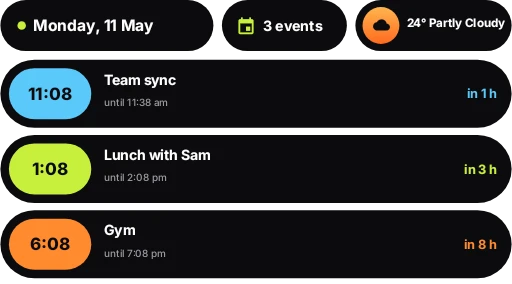 Monday, 11 May
3 events
24° Partly Cloudy
11:08
Team sync
until 11:38 am
in 1 h
1:08
Lunch with Sam
until 2:08 pm
in 3 h
6:08
Gym
until 7:08 pm
in 8 h